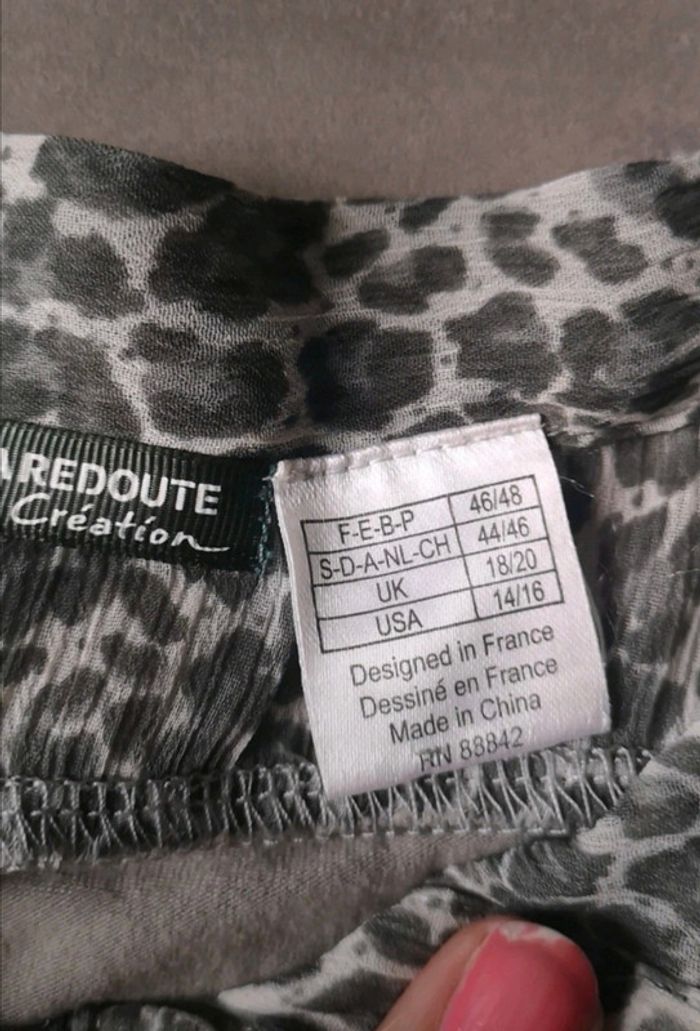 AREDOUTE
Création
F-E-B-P 46/48
S-D-A-NL-CH 44/46
UK 18/20
USA 14/16
Designed in France
Dessiné en France
Made in China
RN 88842